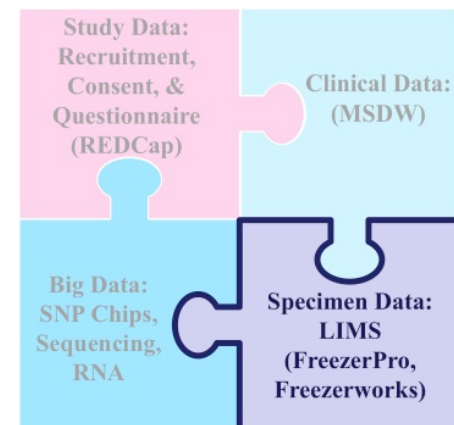 Study Data:
Recruitment,
Consent, &
Questionnaire
(REDCap)
Clinical Data:
(MSDW)
Big Data:
SNP Chips,
Sequencing,
RNA
Specimen Data:
LIMS
(FreezerPro,
Freezerworks)